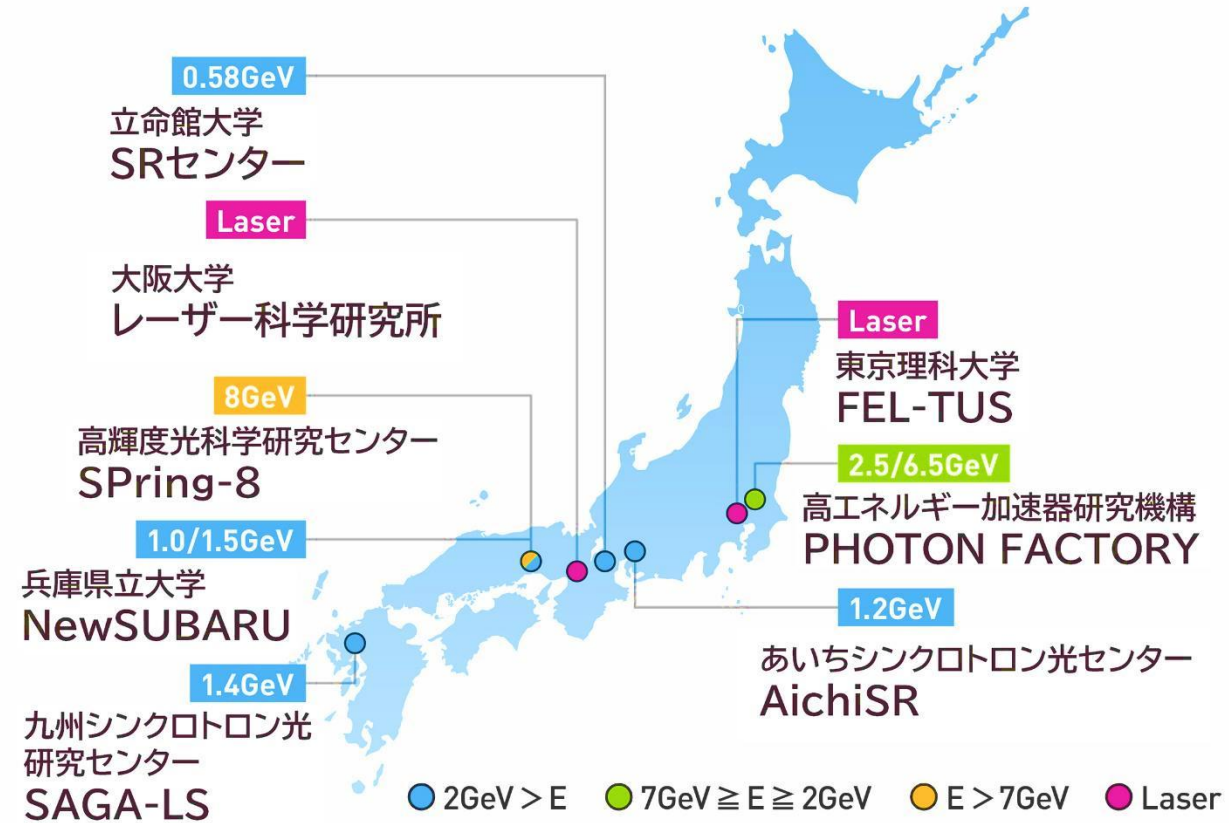 0.58GeV
立命館大学
SRセンター
Laser
大阪大学
レーザー科学研究所
8GeV
高輝度光科学研究センター
SPring-8
1.0/1.5GeV
兵庫県立大学
NewSUBARU
1.4GeV
九州シンクロトロン光
研究センター
SAGA-LS
Laser
東京理科大学
FEL-TUS
2.5/6.5GeV
高エネルギー加速器研究機構
PHOTON FACTORY
1.2GeV
あいちシンクロトロン光センター
AichiSR
2GeV > E 7GeV ≧ E ≧ 2GeV E > 7GeV Laser